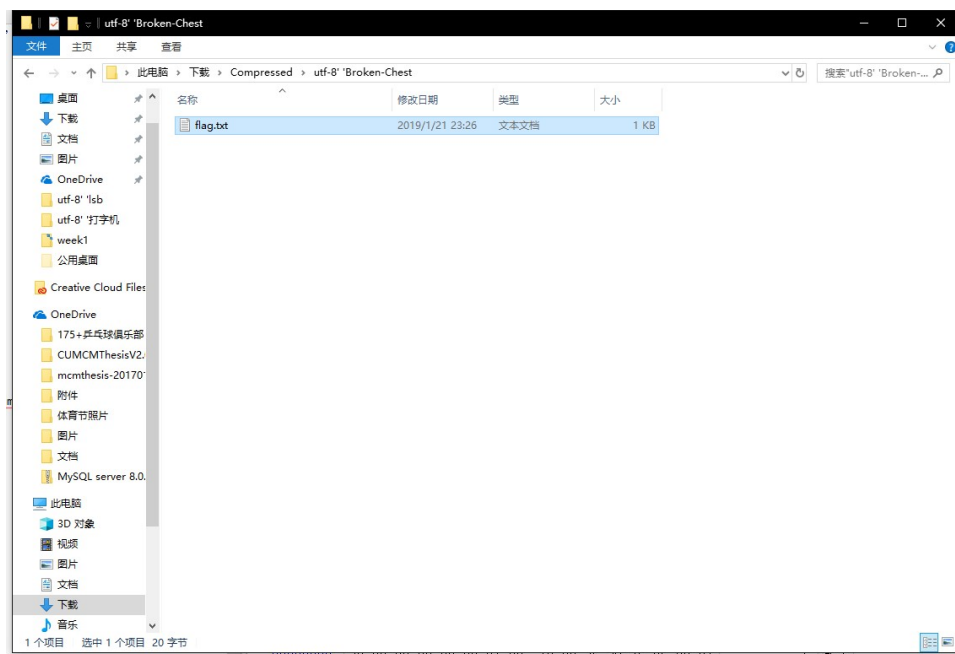 utf-8' 'Broken-Chest
文件 主页 共享 查看
此电脑 › 下载 › Compressed › utf-8' 'Broken-Chest
搜索"utf-8' 'Broken-...
名称 修改日期 类型 大小
flag.txt 2019/1/21 23:26 文本文档 1 KB
桌面
下载
文档
图片
OneDrive
utf-8' 'lsb
utf-8' '打字机
week1
公用桌面
Creative Cloud Files
OneDrive
175+乒乓球俱乐部
CUMCMThesisV2.
mcmthesis-20170
附件
体育节照片
图片
文档
MySQL server 8.0.
此电脑
3D 对象
视频
图片
文档
下载
音乐
1 个项目 选中 1 个项目 20 字节